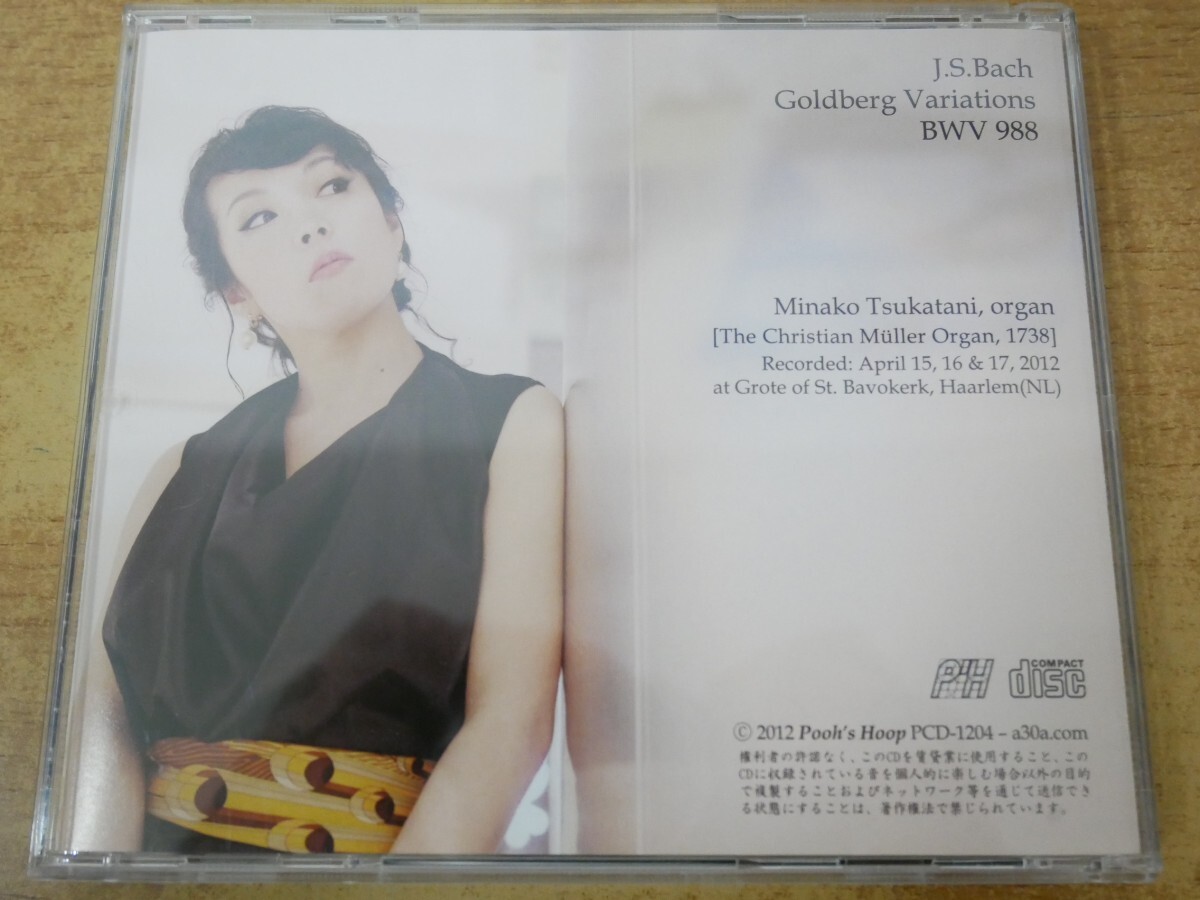 J.S.Bach
Goldberg Variations
BWV 988
Minako Tsukatani, organ
[The Christian Müller Organ, 1738]
Recorded: April 15, 16 & 17, 2012
at Grote of St. Bavokerk, Haarlem(NL)
P4H
COMPACT
disc
© 2012 Pooh's Hoop PCD-1204 – a30a.com
権利者の許諾なく、このCDを賃貸業に使用すること、この
CDに収録されている音を個人的に楽しむ場合以外の目的
で複製することおよびネットワーク等を通じて送信でき
る状態にすることは、著作権法で禁じられています。